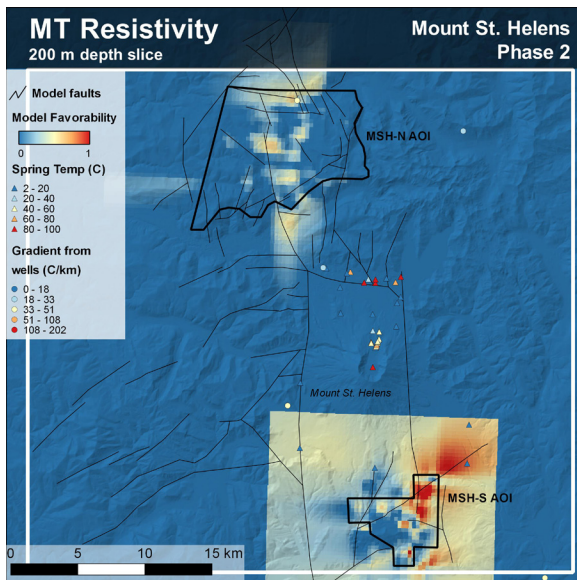 MT Resistivity
200 m depth slice
Mount St. Helens
Phase 2
Model faults
Model Favorability
0 1
Spring Temp (C)
2 - 20
20 - 40
40 - 60
60 - 80
80 - 100
Gradient from
wells (C/km)
0 - 18
18 - 33
33 - 51
51 - 108
108 - 202
MSH-N AOI
Mount St. Helens
MSH-S AOI
0 5 10 15 km